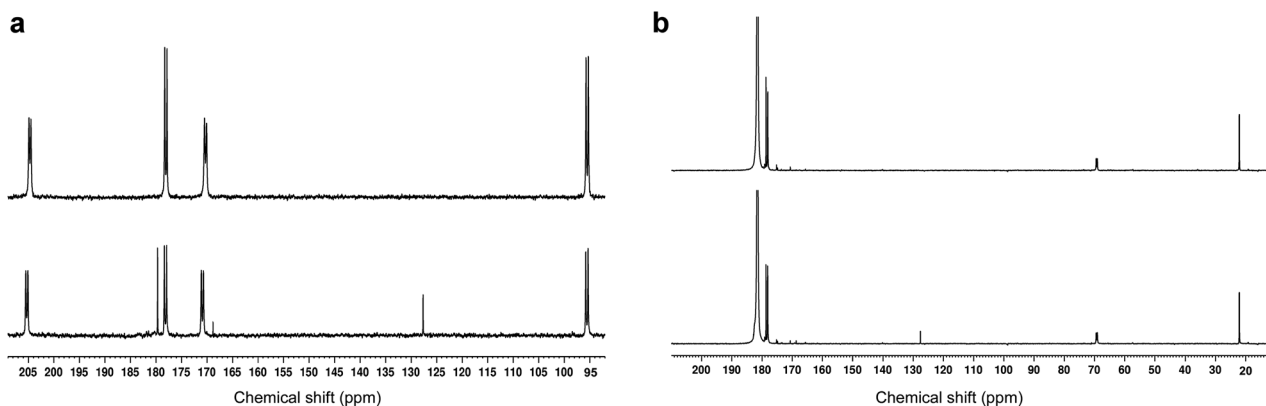 a
b
205 200 195 190 185 180 175 170 165 160 155 150 145 140 135 130 125 120 115 110 105 100 95
200 190 180 170 160 150 140 130 120 110 100 90 80 70 60 50 40 30 20
Chemical shift (ppm)
Chemical shift (ppm)